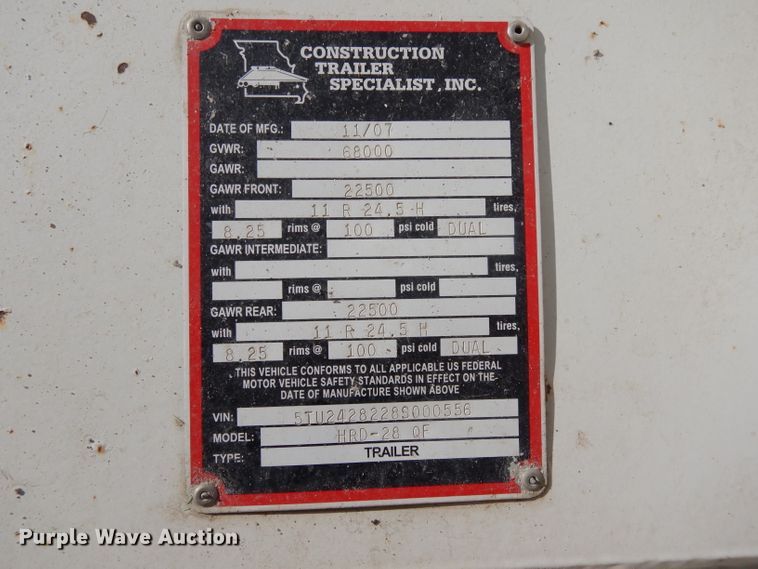 CONSTRUCTION
TRAILER
SPECIALIST, INC.
DATE OF MFG.: 11/07
GVWR: 68000
GAWR:
GAWR FRONT: 22500
with 11 R 24.5 H tires,
8.25 rims @ 100 psi cold DUAL
GAWR INTERMEDIATE:
with tires,
rims @ psi cold
GAWR REAR: 22500
with 11 R 24.5 H tires,
8.25 rims @ 100 psi cold DUAL
THIS VEHICLE CONFORMS TO ALL APPLICABLE US FEDERAL
MOTOR VEHICLE SAFETY STANDARDS IN EFFECT ON THE
DATE OF MANUFACTURE SHOWN ABOVE
VIN: 5TU2428228S000556
MODEL: HRD-28 QF
TYPE: TRAILER
Purple Wave Auction